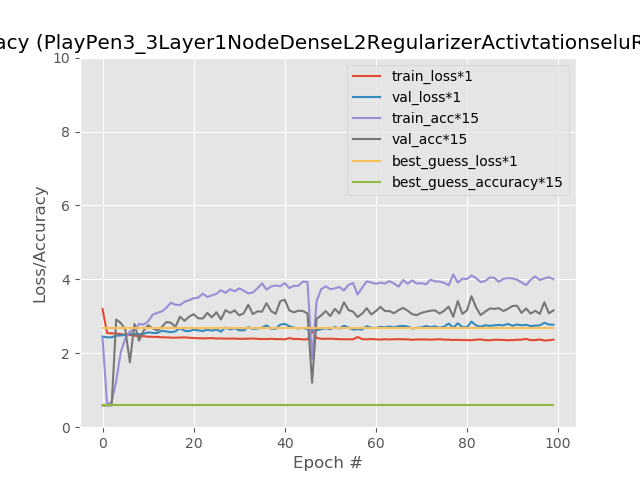 acy (PlayPen3_3Layer1NodeDenseL2RegularizerActivtationseluR
10
8
6
4
2
0
Loss/Accuracy
train_loss*1
val_loss*1
train_acc*15
val_acc*15
best_guess_loss*1
best_guess_accuracy*15
0 20 40 60 80 100
Epoch #